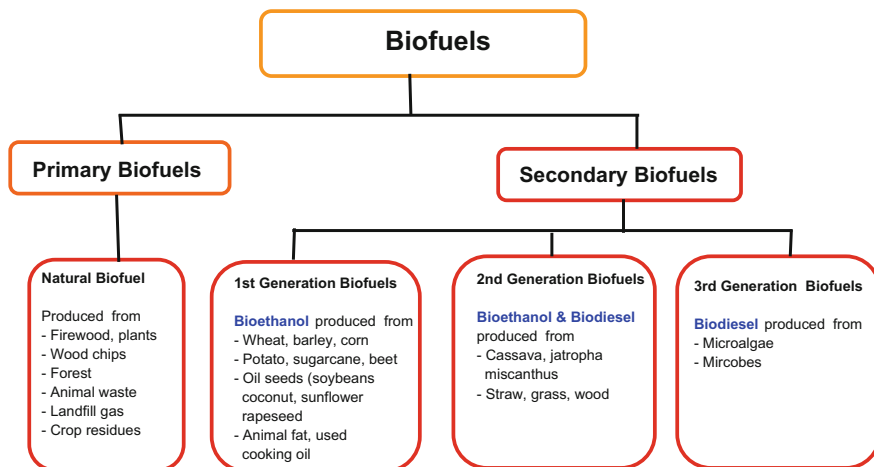 Biofuels
Primary Biofuels
Secondary Biofuels
Natural Biofuel
Produced from
- Firewood, plants
- Wood chips
- Forest
- Animal waste
- Landfill gas
- Crop residues
1st Generation Biofuels
Bioethanol produced from
- Wheat, barley, corn
- Potato, sugarcane, beet
- Oil seeds (soybeans
coconut, sunflower
rapeseed
- Animal fat, used
cooking oil
2nd Generation Biofuels
Bioethanol & Biodiesel
produced from
- Cassava, jatropha
miscanthus
- Straw, grass, wood
3rd Generation Biofuels
Biodiesel produced from
- Microalgae
- Mircobes